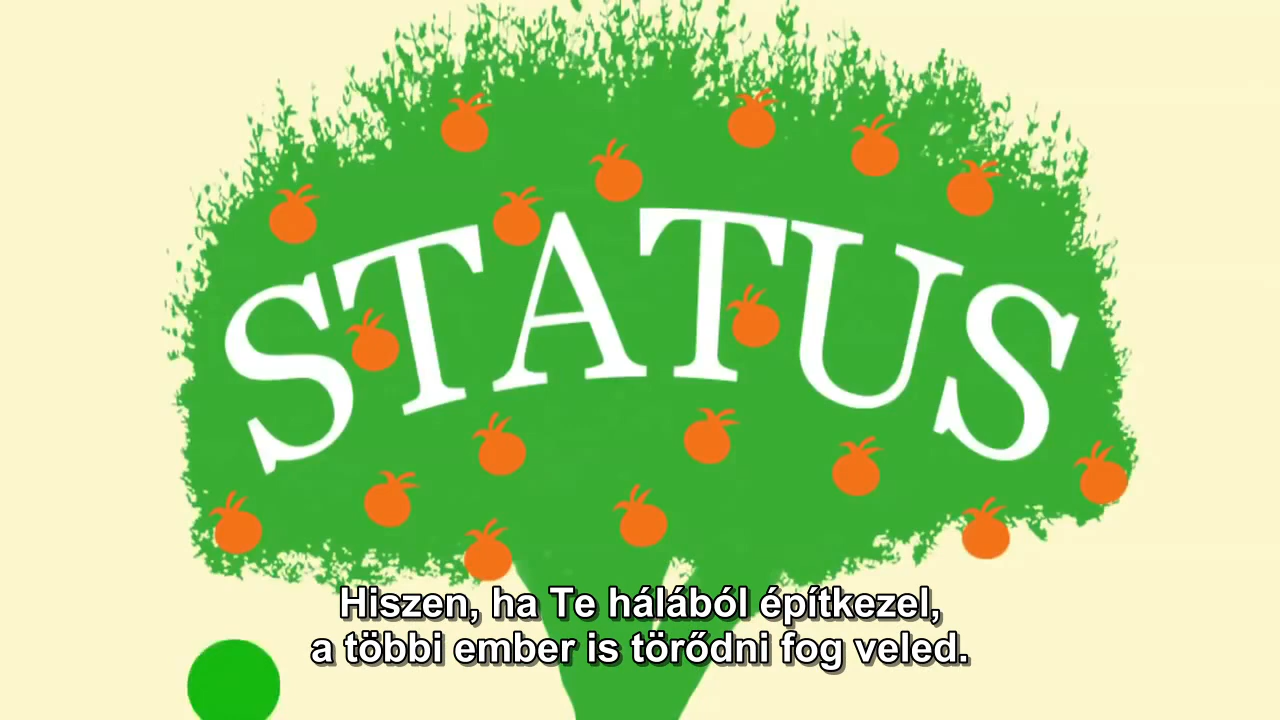 STATUS
Hiszen, ha Te hálából építkezel,
a többi ember is törődni fog veled.